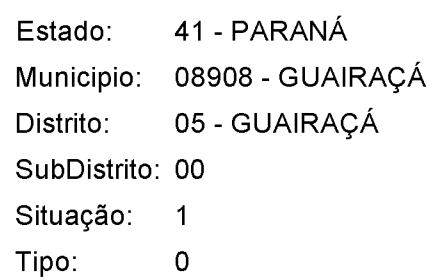 Estado: 41 - PARANÁ
Municipio: 08908 - GUAIRAÇÁ
Distrito: 05 - GUAIRAÇÁ
SubDistrito: 00
Situação: 1
Tipo: 0